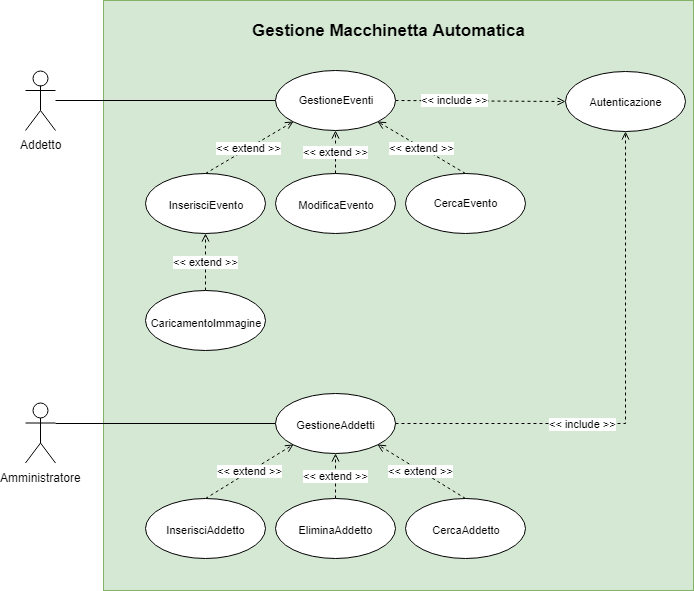 Gestione Macchinetta Automatica
GestioneEventi
<< include >>
Autenticazione
Addetto
<< extend >>
<< extend >>
<< extend >>
InserisciEvento
ModificaEvento
CercaEvento
<< extend >>
CaricamentoImmagine
GestioneAddetti
<< include >>
Amministratore
<< extend >>
<< extend >>
<< extend >>
InserisciAddetto
EliminaAddetto
CercaAddetto